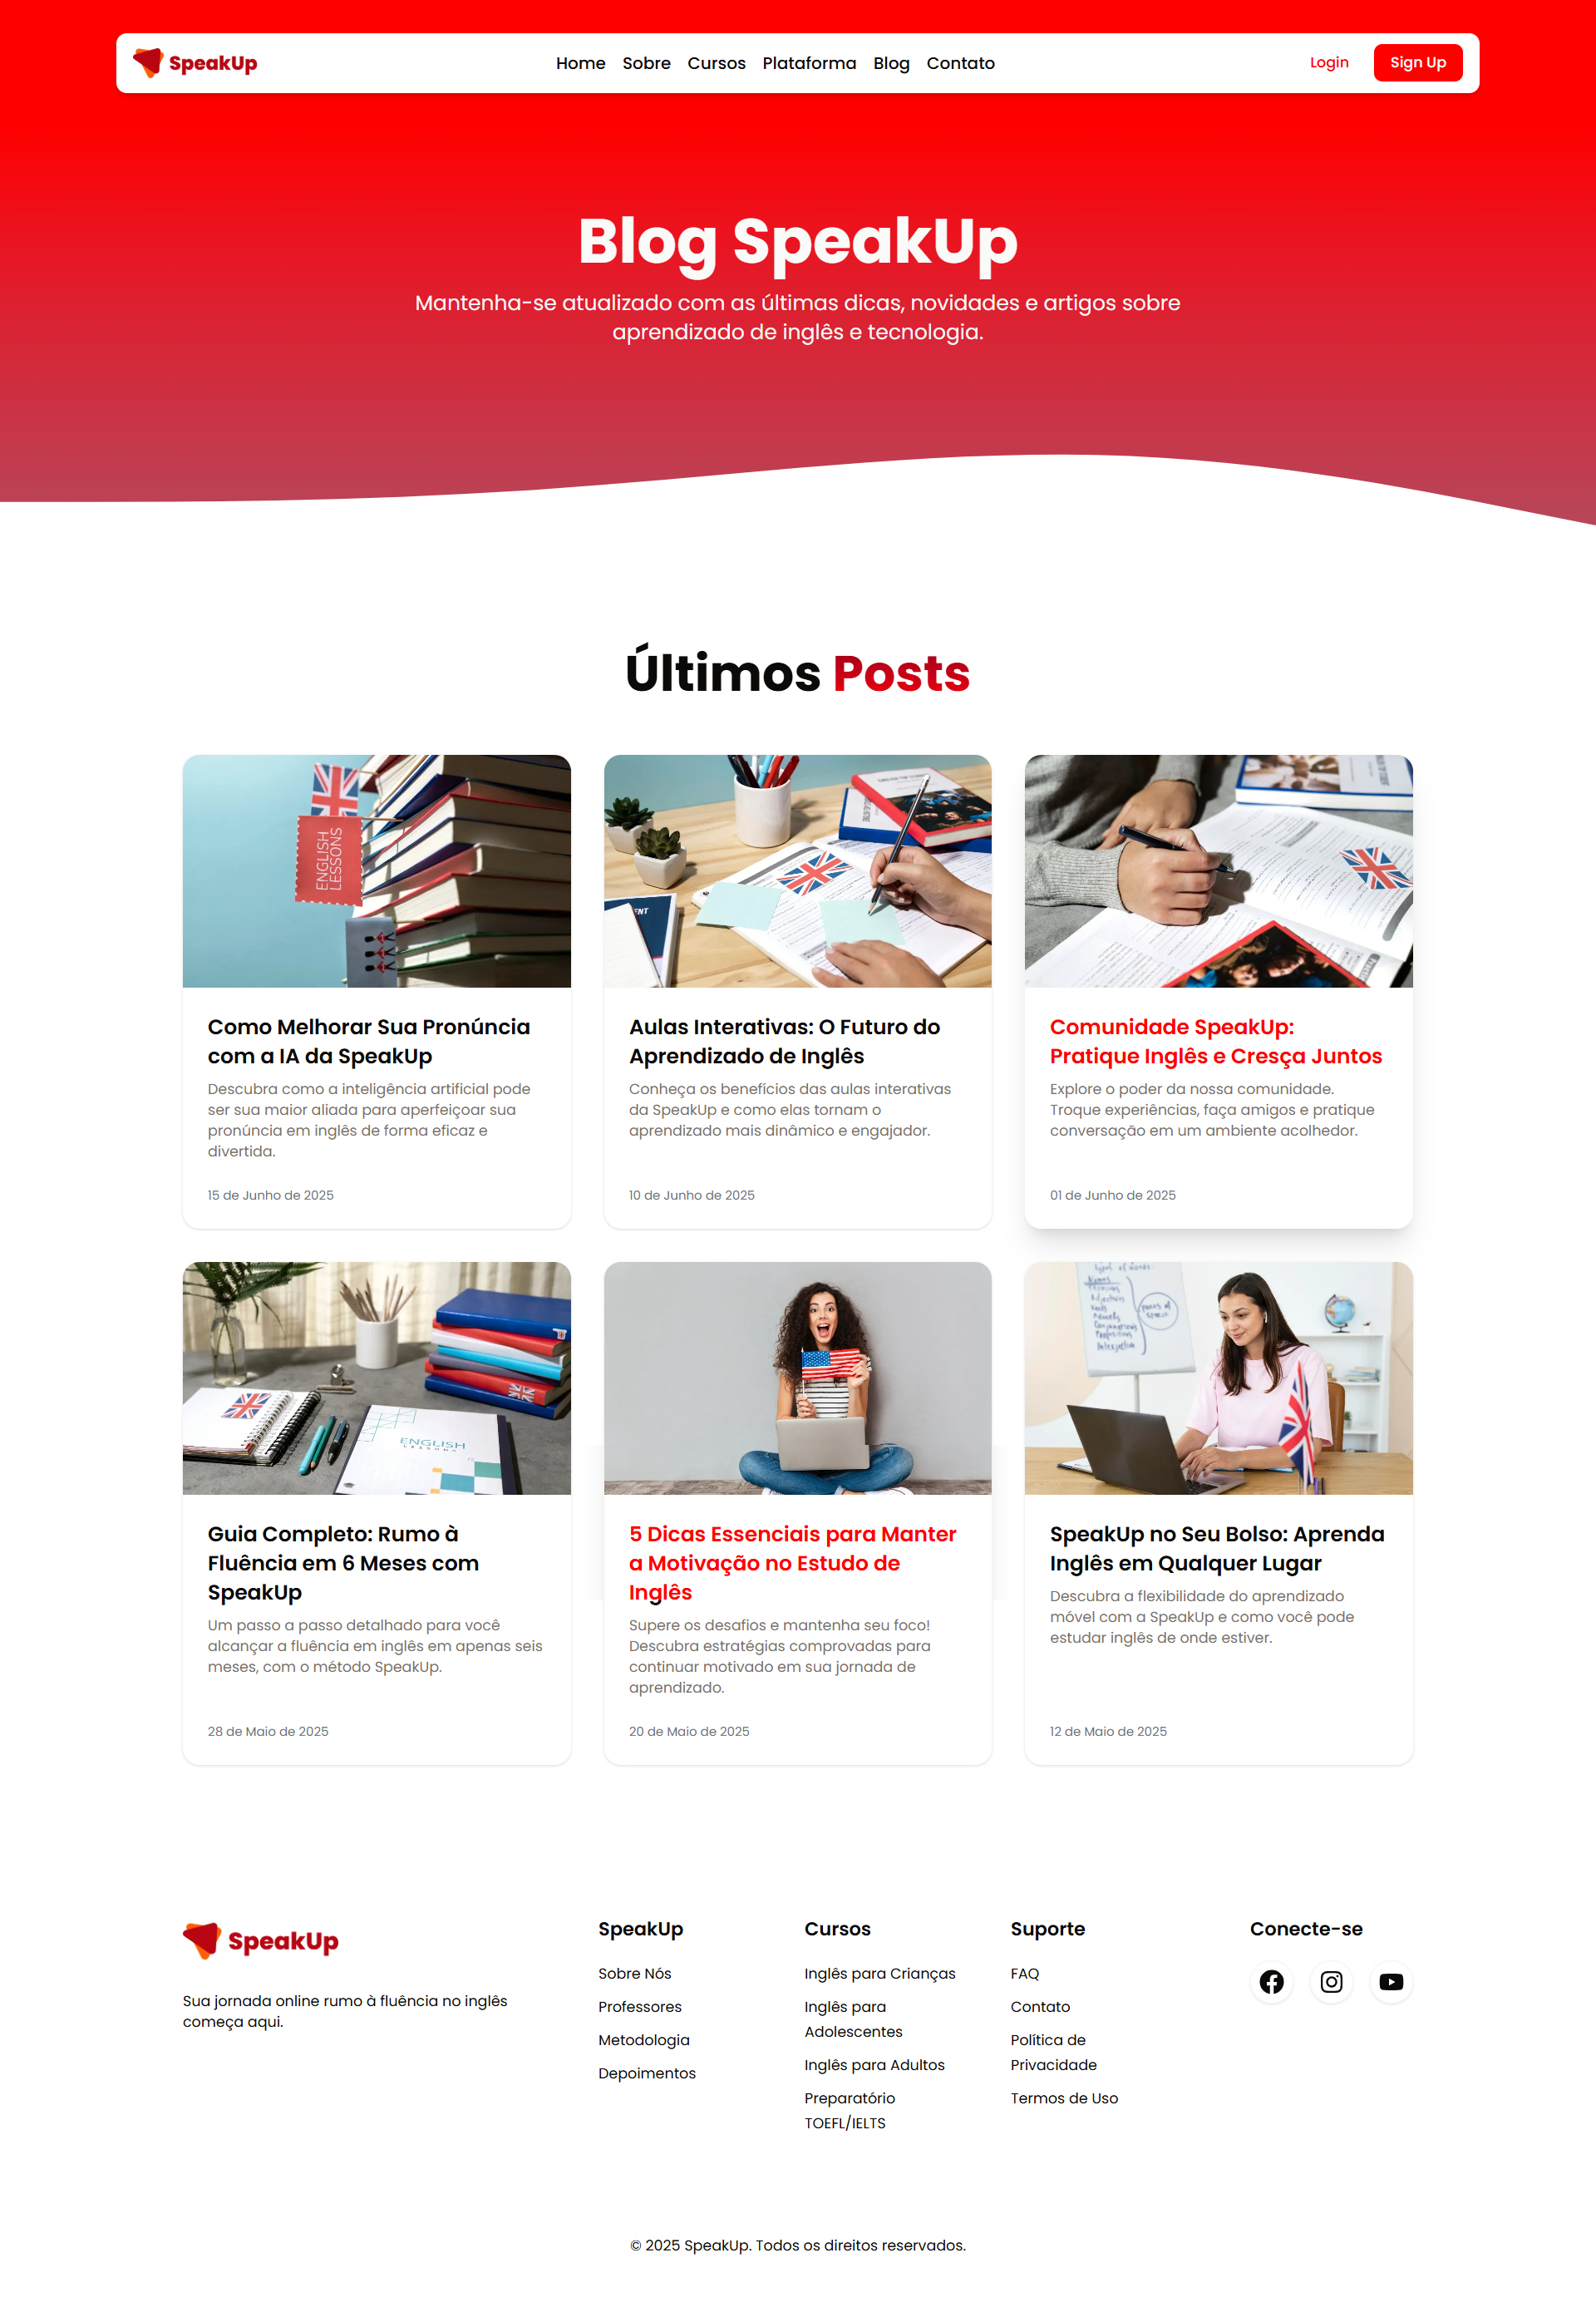 SpeakUp
Home Sobre Cursos Plataforma Blog Contato
Login
Sign Up
Blog SpeakUp
Mantenha-se atualizado com as últimas dicas, novidades e artigos sobre
aprendizado de inglês e tecnologia.
Últimos Posts
ENGLISH
LESSONS
Como Melhorar Sua Pronúncia
com a IA da SpeakUp
Descubra como a inteligência artificial pode
ser sua maior aliada para aperfeiçoar sua
pronúncia em inglês de forma eficaz e
divertida.
15 de Junho de 2025
Aulas Interativas: O Futuro do
Aprendizado de Inglês
Conheça os benefícios das aulas interativas
da SpeakUp e como elas tornam o
aprendizado mais dinâmico e engajador.
10 de Junho de 2025
Comunidade SpeakUp:
Pratique Inglês e Cresça Juntos
Explore o poder da nossa comunidade.
Troque experiências, faça amigos e pratique
conversação em um ambiente acolhedor.
01 de Junho de 2025
ENGLISH
LESSONS
Guia Completo: Rumo à
Fluência em 6 Meses com
SpeakUp
Um passo a passo detalhado para você
alcançar a fluência em inglês em apenas seis
meses, com o método SpeakUp.
28 de Maio de 2025
5 Dicas Essenciais para Manter
a Motivação no Estudo de
Inglês
Supere os desafios e mantenha seu foco!
Descubra estratégias comprovadas para
continuar motivado em sua jornada de
aprendizado.
20 de Maio de 2025
SpeakUp no Seu Bolso: Aprenda
Inglês em Qualquer Lugar
Descubra a flexibilidade do aprendizado
móvel com a SpeakUp e como você pode
estudar inglês de onde estiver.
12 de Maio de 2025
SpeakUp
Sua jornada online rumo à fluência no inglês
começa aqui.
SpeakUp
Sobre Nós
Professores
Metodologia
Depoimentos
Cursos
Inglês para Crianças
Inglês para
Adolescentes
Inglês para Adultos
Preparatório
TOEFL/IELTS
Suporte
FAQ
Contato
Política de
Privacidade
Termos de Uso
Conecte-se
© 2025 SpeakUp. Todos os direitos reservados.